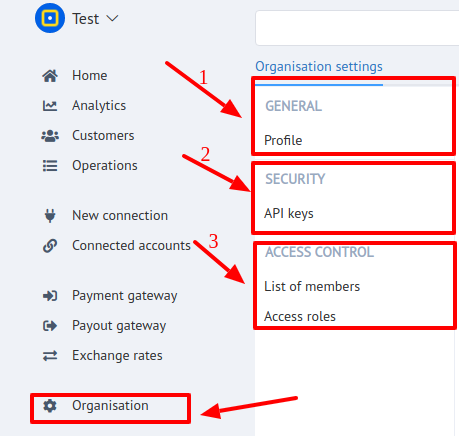 Test
Home
Analytics
Customers
Operations
New connection
Connected accounts
Payment gateway
Payout gateway
Exchange rates
Organisation
Organisation settings
1
GENERAL
Profile
2
SECURITY
API keys
3
ACCESS CONTROL
List of members
Access roles